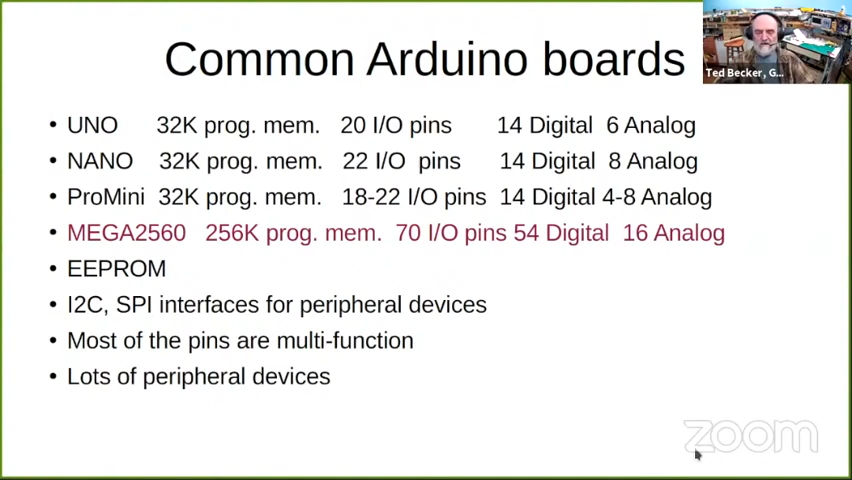 Common Arduino boards
Ted Becker, G...
• UNO 32K prog. mem. 20 I/O pins 14 Digital 6 Analog
• NANO 32K prog. mem. 22 I/O pins 14 Digital 8 Analog
• ProMini 32K prog. mem. 18-22 I/O pins 14 Digital 4-8 Analog
• MEGA2560 256K prog. mem. 70 I/O pins 54 Digital 16 Analog
• EEPROM
• I2C, SPI interfaces for peripheral devices
• Most of the pins are multi-function
• Lots of peripheral devices
zoom